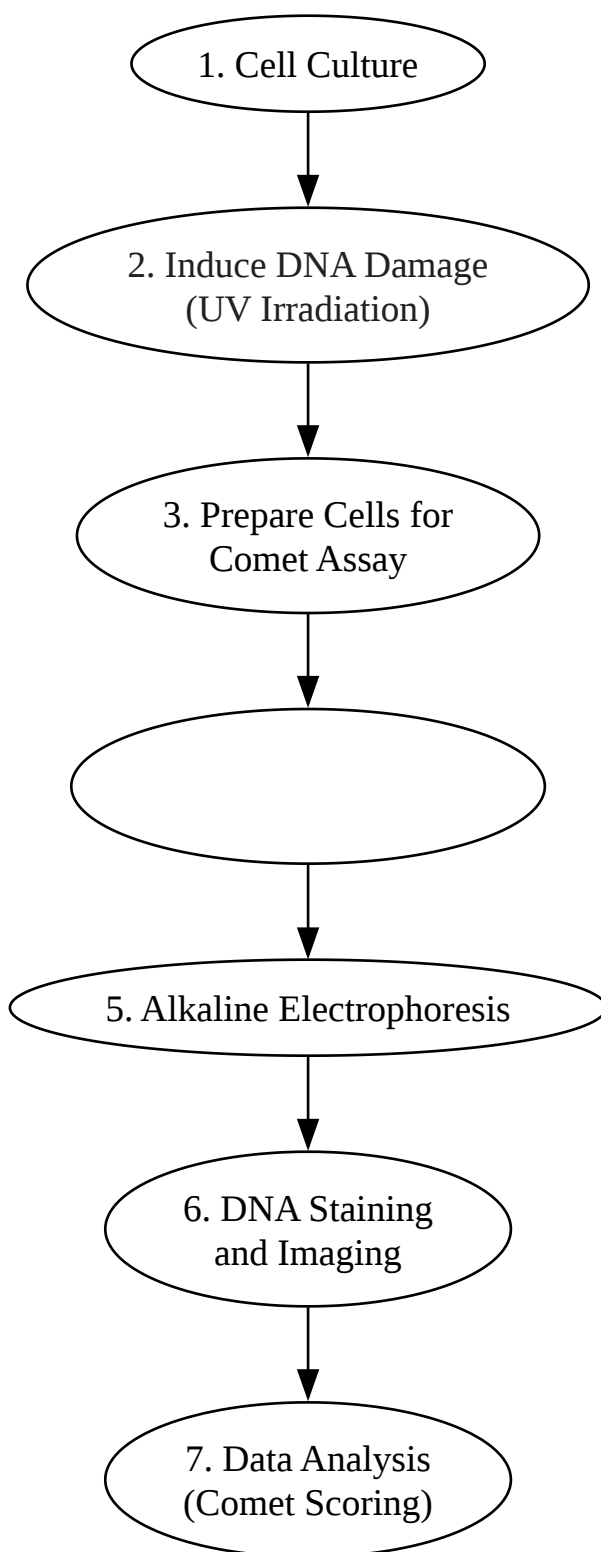 1. Cell Culture
2. Induce DNA Damage
(UV Irradiation)
3. Prepare Cells for
Comet Assay
5. Alkaline Electrophoresis
6. DNA Staining
and Imaging
7. Data Analysis
(Comet Scoring)